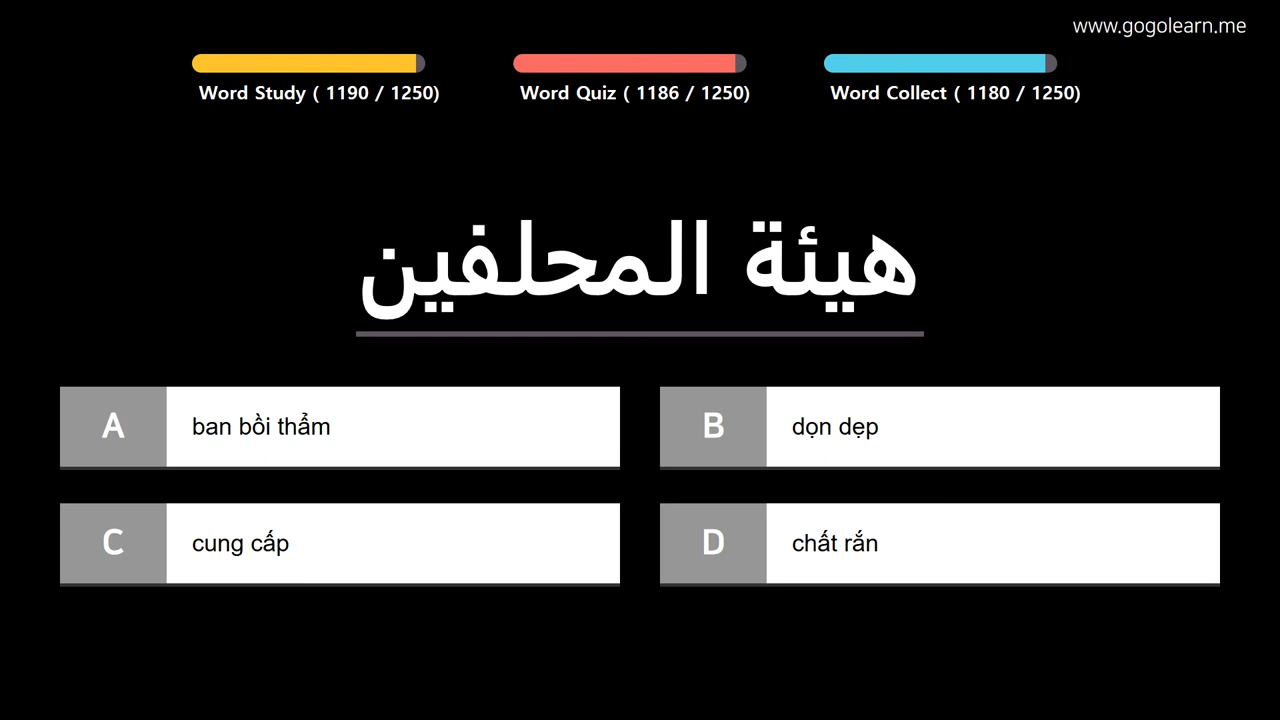 www.gogolearn.me
Word Study ( 1190 / 1250)
Word Quiz ( 1186 / 1250)
Word Collect ( 1180 / 1250)
هيئة المحلفين
A
ban bồi thẩm
B
dọn dẹp
C
cung cấp
D
chất rắn